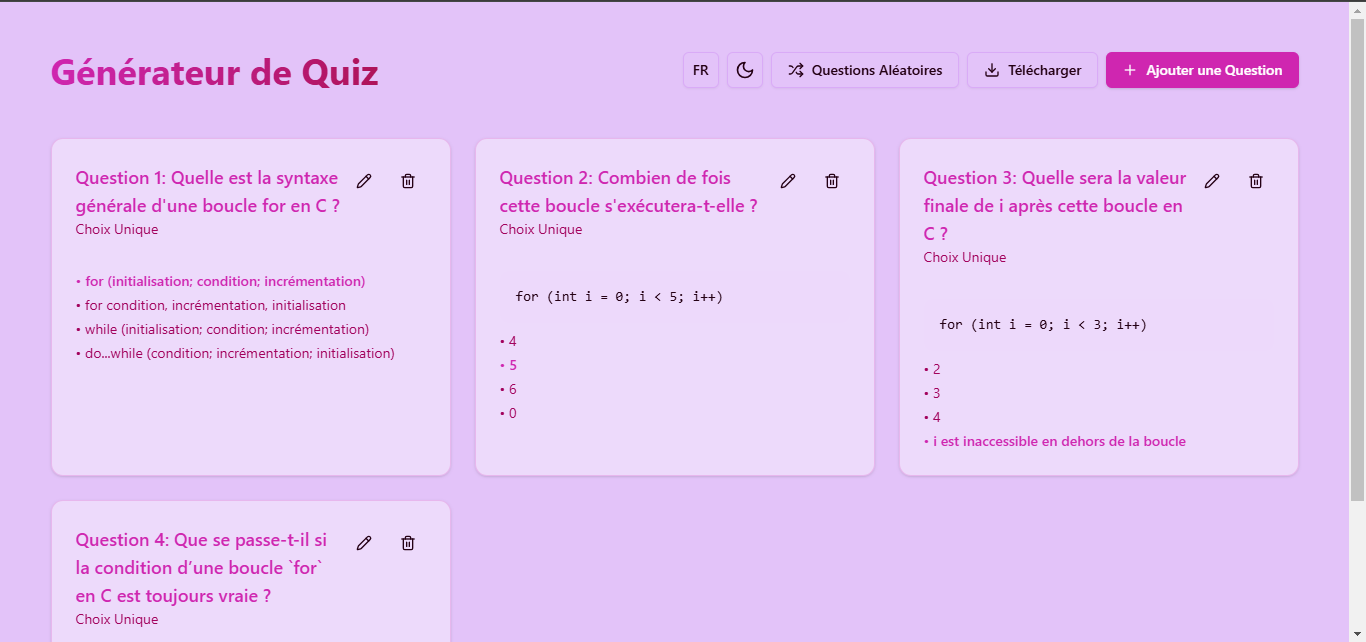 Générateur de Quiz
FR
Questions Aléatoires
Télécharger
Ajouter une Question
Question 1: Quelle est la syntaxe
générale d'une boucle for en C ?
Choix Unique
• for (initialisation; condition; incrémentation)
• for condition, incrémentation, initialisation
• while (initialisation; condition; incrémentation)
• do...while (condition; incrémentation; initialisation)
Question 2: Combien de fois
cette boucle s'exécutera-t-elle ?
Choix Unique
for (int i = 0; i < 5; i++)
• 4
• 5
• 6
• 0
Question 3: Quelle sera la valeur
finale de i après cette boucle en
C ?
Choix Unique
for (int i = 0; i < 3; i++)
• 2
• 3
• 4
• i est inaccessible en dehors de la boucle
Question 4: Que se passe-t-il si
la condition d’une boucle `for`
en C est toujours vraie ?
Choix Unique